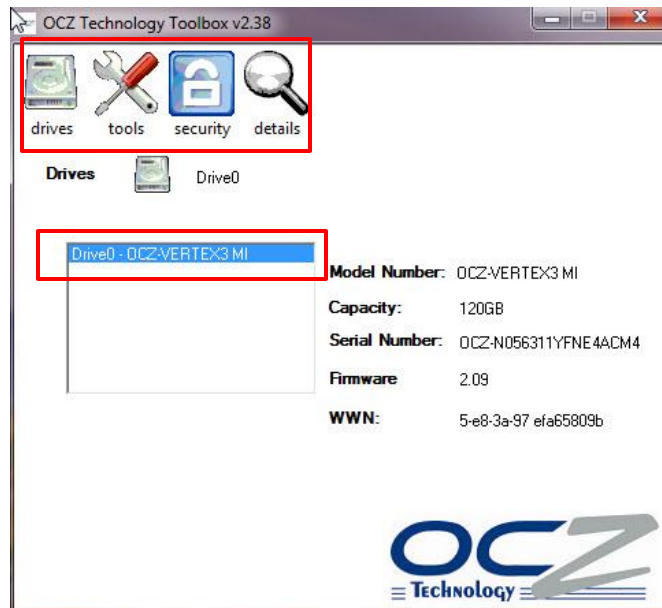 OCZ Technology Toolbox v2.38
drives tools security details
Drives Drive0
Drive0 - OCZ-VERTEX3 MI
Model Number: OCZ-VERTEX3 MI
Capacity: 120GB
Serial Number: OCZ-N056311YFNE4ACM4
Firmware 2.09
WWN: 5-e8-3a-97 efa65809b
OCZ
Technology